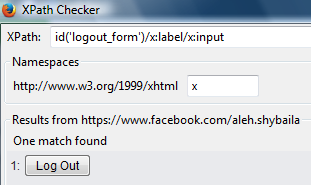 XPath Checker
XPath: id('logout_form')/x:label/x:input
Namespaces
http://www.w3.org/1999/xhtml x
Results from https://www.facebook.com/aleh.shybaila
One match found
1: Log Out